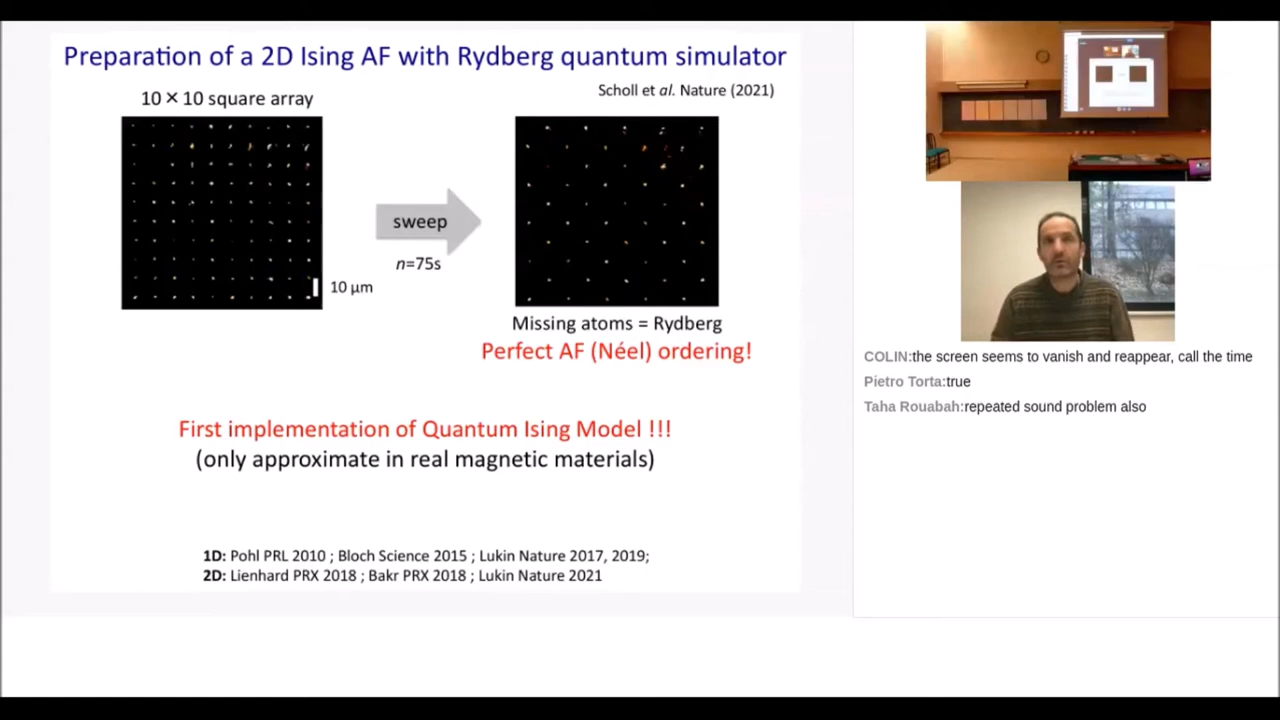 Preparation of a 2D Ising AF with Rydberg quantum simulator
Scholl et al. Nature (2021)
10 × 10 square array
sweep
n=75s
10 μm
Missing atoms = Rydberg
Perfect AF (Néel) ordering!
First implementation of Quantum Ising Model !!!
(only approximate in real magnetic materials)
1D: Pohl PRL 2010 ; Bloch Science 2015 ; Lukin Nature 2017, 2019;
2D: Lienhard PRX 2018 ; Bakr PRX 2018 ; Lukin Nature 2021
COLIN:the screen seems to vanish and reappear, call the time
Pietro Torta:true
Taha Rouabah:repeated sound problem also